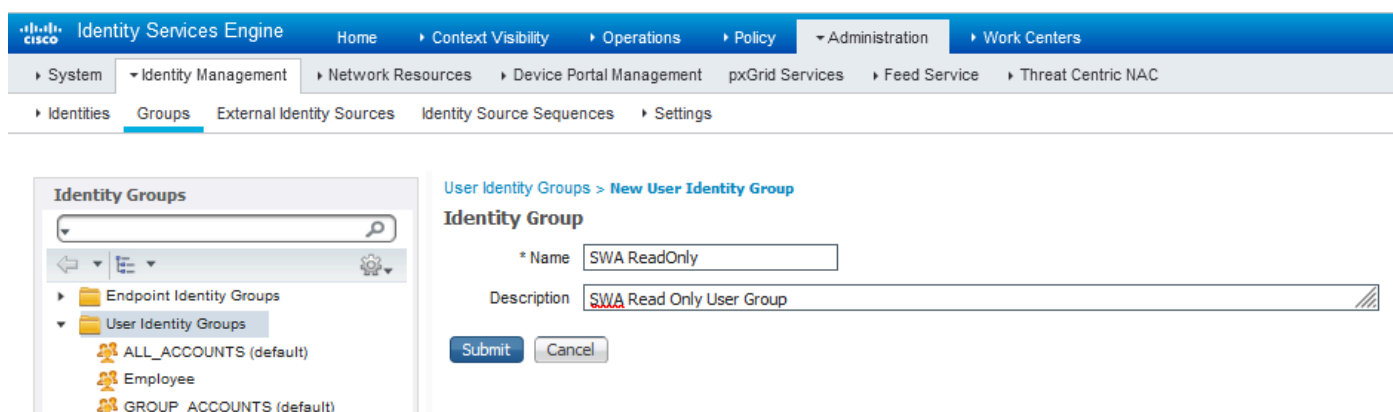 cisco Identity Services Engine Home Context Visibility Operations Policy Administration Work Centers
System Identity Management Network Resources Device Portal Management pxGrid Services Feed Service Threat Centric NAC
Identities Groups External Identity Sources Identity Source Sequences Settings
Identity Groups
Endpoint Identity Groups
User Identity Groups
ALL_ACCOUNTS (default)
Employee
GROUP_ACCOUNTS (default)
User Identity Groups > New User Identity Group
Identity Group
* Name SWA ReadOnly
Description SWA Read Only User Group
Submit Cancel